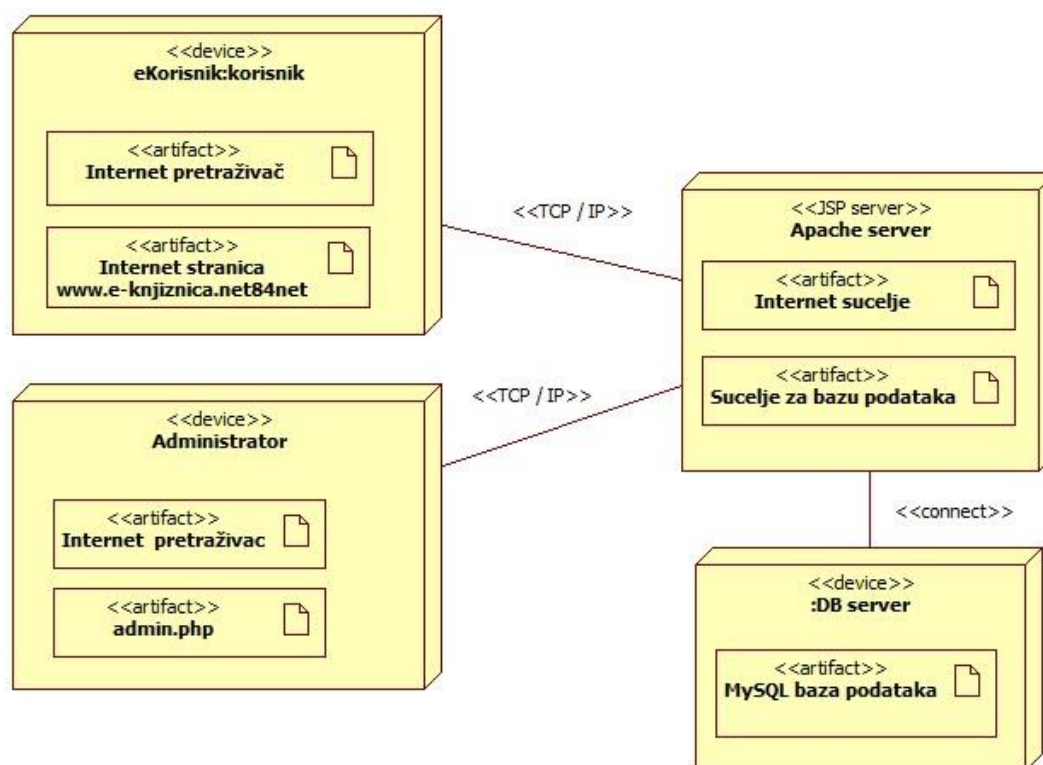 <<device>>
eKorisnik:korisnik
<<artifact>>
Internet pretraživač
<<artifact>>
Internet stranica
www.e-knjiznica.net84net
<<TCP / IP>>
<<JSP server>>
Apache server
<<artifact>>
Internet sucelje
<<artifact>>
Sucelje za bazu podataka
<<TCP / IP>>
<<device>>
Administrator
<<artifact>>
Internet  pretraživac
<<artifact>>
admin.php
<<connect>>
<<device>>
:DB server
<<artifact>>
MySQL baza podataka